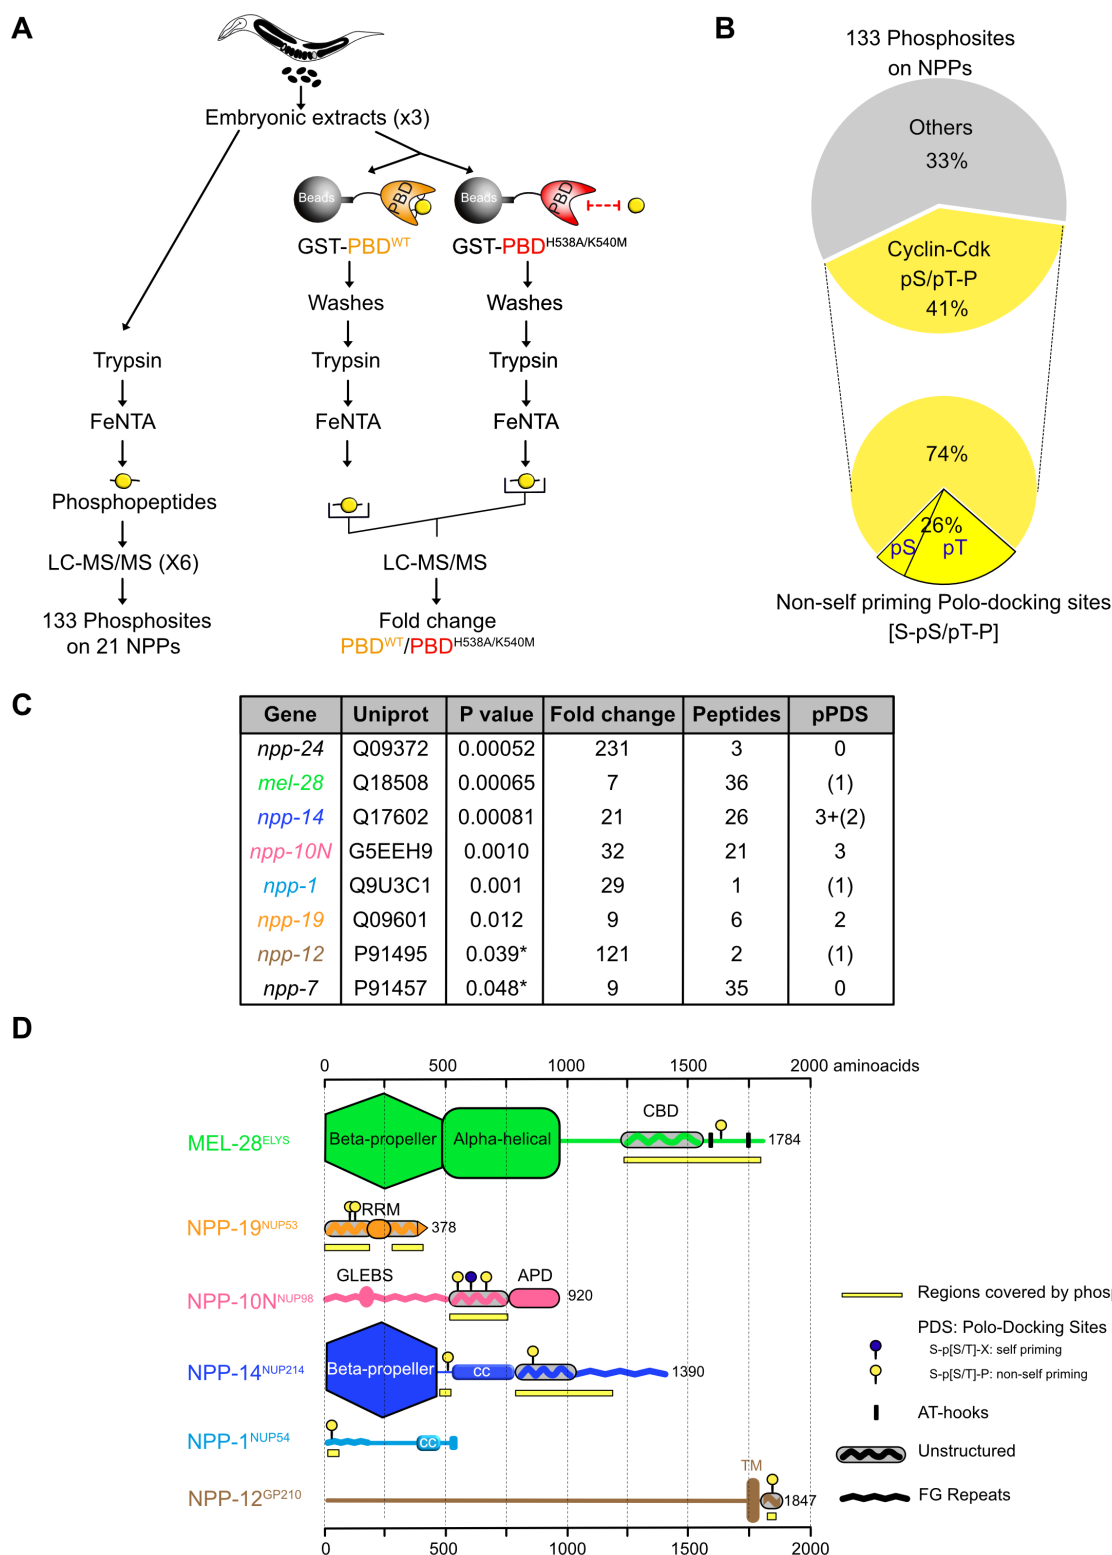 A
Embryonic extracts (x3)
Beads
PBD
Beads
PBD
GST-PBDWT
GST-PBDH538A/K540M
Washes
Washes
Trypsin
Trypsin
Trypsin
FeNTA
FeNTA
FeNTA
Phosphopeptides
LC-MS/MS (X6)
LC-MS/MS
133 Phosphosites
on 21 NPPs
Fold change
PBDWT/PBDH538A/K540M
B
133 Phosphosites
on NPPs
Others
33%
Cyclin-Cdk
pS/pT-P
41%
74%
26%
pS pT
Non-self priming Polo-docking sites
[S-pS/pT-P]
C
Gene Uniprot P value Fold change Peptides pPDS
npp-24 Q09372 0.00052 231 3 0
mel-28 Q18508 0.00065 7 36 (1)
npp-14 Q17602 0.00081 21 26 3+(2)
npp-10N G5EEH9 0.0010 32 21 3
npp-1 Q9U3C1 0.001 29 1 (1)
npp-19 Q09601 0.012 9 6 2
npp-12 P91495 0.039* 121 2 (1)
npp-7 P91457 0.048* 9 35 0
D
0 500 1000 1500 2000 aminoacids
MEL-28ELYS Beta-propeller Alpha-helical CBD 1784
NPP-19NUP53 RRM 378
NPP-10NNUP98 GLEBS APD 920
NPP-14NUP214 Beta-propeller CC 1390
NPP-1NUP54 CC
NPP-12GP210 TM 1847
0 500 1000 1500 2000
Regions covered by phos
PDS: Polo-Docking Sites
S-p[S/T]-X: self priming
S-p[S/T]-P: non-self priming
AT-hooks
Unstructured
FG Repeats